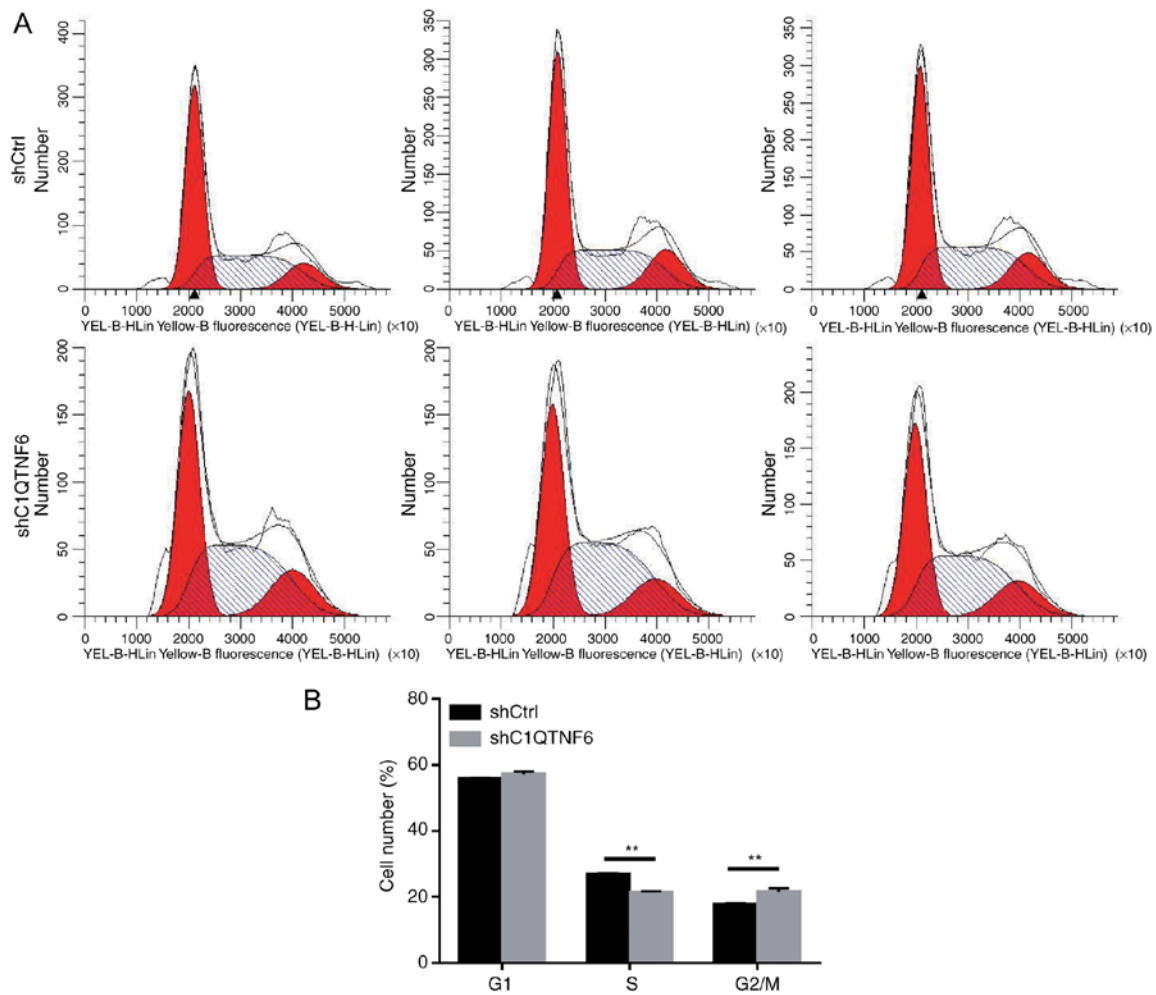 A
400
300
200
100
0
shCtrl
Number
0 1000 2000 3000 4000 5000
YEL-B-HLin Yellow-B fluorescence (YEL-B-H-Lin) (×10)
350
300
250
200
150
100
50
0
Number
0 1000 2000 3000 4000 5000
YEL-B-HLin Yellow-B fluorescence (YEL-B-HLin) (×10)
350
300
250
200
150
100
50
0
Number
0 1000 2000 3000 4000 5000
YEL-B-HLin Yellow-B fluorescence (YEL-B-HLin) (×10)
200
150
100
50
0
shC1QTNF6
Number
0 1000 2000 3000 4000 5000
YEL-B-HLin Yellow-B fluorescence (YEL-B-HLin) (×10)
200
150
100
50
0
Number
0 1000 2000 3000 4000 5000
YEL-B-HLin Yellow-B fluorescence (YEL-B-HLin) (×10)
200
150
100
50
0
Number
0 1000 2000 3000 4000 5000
YEL-B-HLin Yellow-B fluorescence (YEL-B-HLin) (×10)
B
80
60
40
20
0
Cell number (%)
shCtrl
shC1QTNF6
**
**
G1 S G2/M